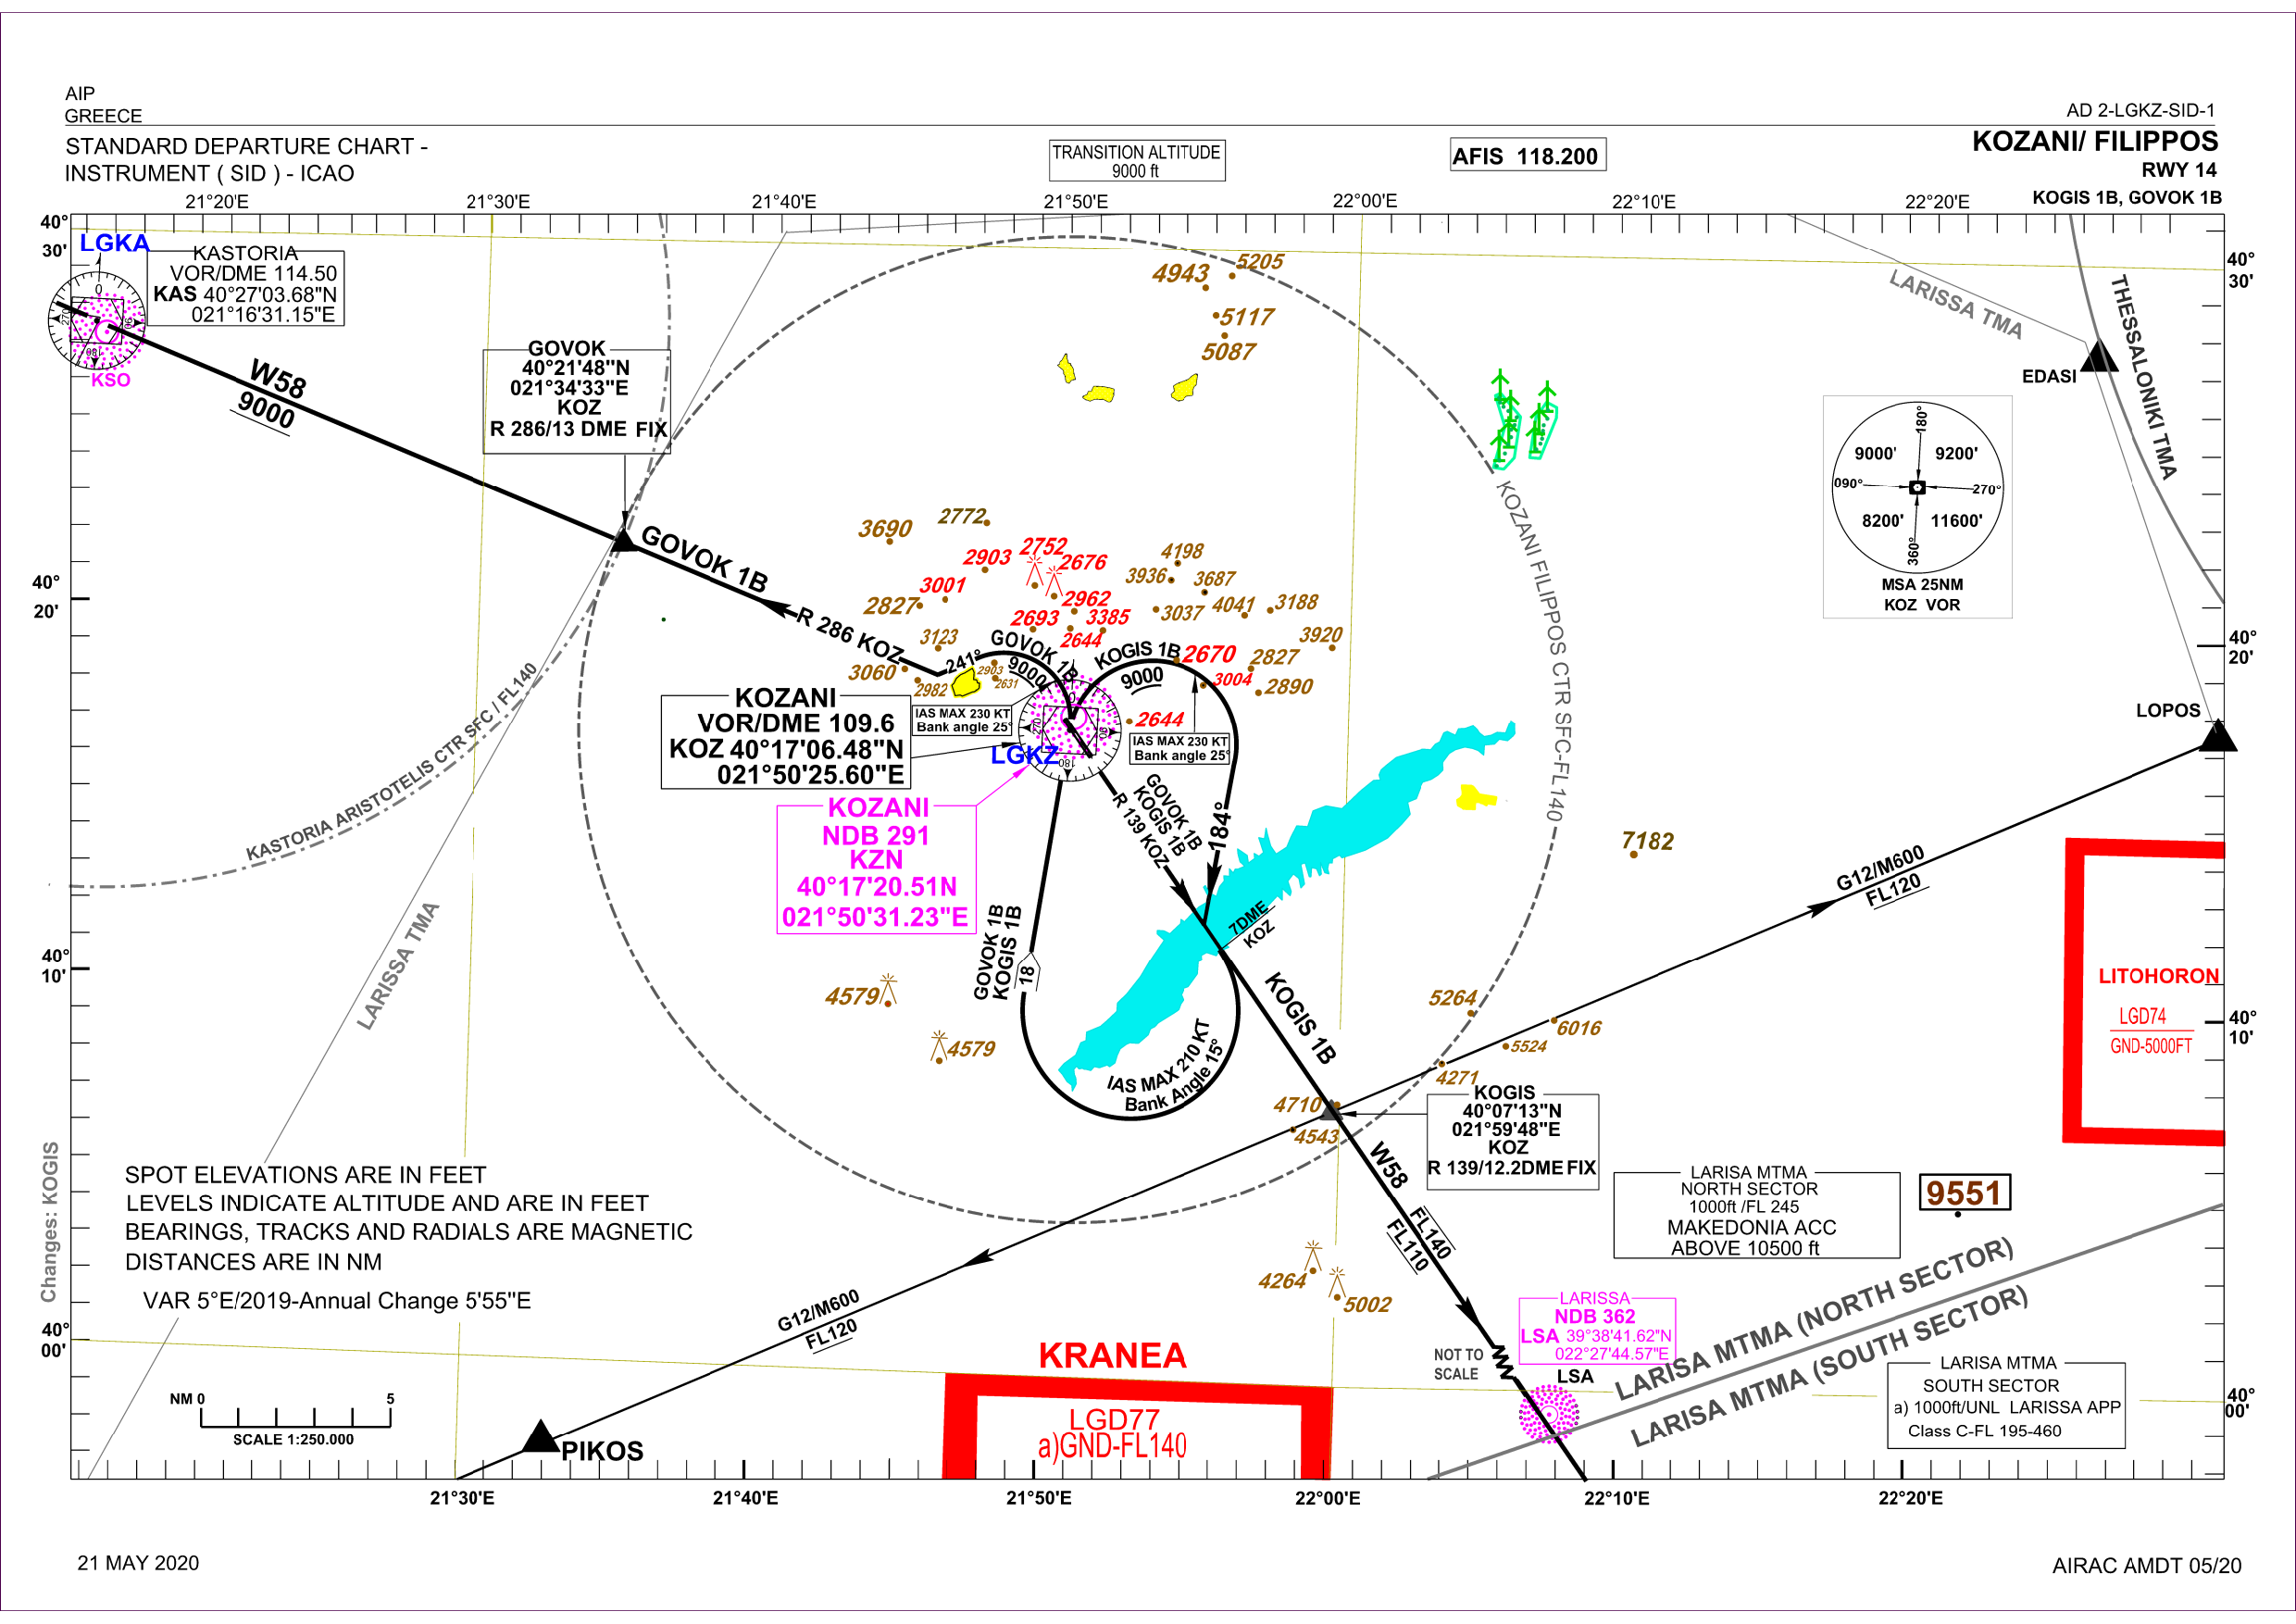 AIP
GREECE
AD 2-LGKZ-SID-1
STANDARD DEPARTURE CHART -
INSTRUMENT ( SID ) - ICAO
TRANSITION ALTITUDE
9000 ft
AFIS 118.200
KOZANI/ FILIPPOS
RWY 14
KOGIS 1B, GOVOK 1B
21°20'E
21°30'E
21°40'E
21°50'E
22°00'E
22°10'E
22°20'E
40°
30'
40°
30'
LGKA
KASTORIA
VOR/DME 114.50
KAS 40°27'03.68"N
021°16'31.15"E
0
90
180
270
KSO
W58
9000
GOVOK
40°21'48"N
021°34'33"E
KOZ
R 286/13 DME FIX
4943
5205
5117
5087
LARISSA TMA
THESSALONIKI TMA
EDASI
180°
9000'
9200'
090°
270°
8200'
11600'
360°
MSA 25NM
KOZ VOR
KOZANI FILIPPOS CTR SFC-FL140
GOVOK 1B
R 286 KOZ
3690
2772
2903
2752
2676
3001
2827
2962
2693
3385
2644
3123
3060
2982
2903
2631
4198
3936
3687
3037
4041
3188
3920
2670
2827
3004
2890
2644
40°
20'
40°
20'
241°
GOVOK 1B
9000
KOGIS 1B
9000
IAS MAX 230 KT
Bank angle 25°
IAS MAX 230 KT
Bank angle 25°
KOZANI
VOR/DME 109.6
KOZ 40°17'06.48"N
021°50'25.60"E
0
90
180
270
LGKZ
KOZANI
NDB 291
KZN
40°17'20.51N
021°50'31.23"E
GOVOK 1B
KOGIS 1B
R 139 KOZ
184°
7DME
KOZ
LOPOS
7182
G12/M600
FL120
KASTORIA ARISTOTELIS CTR SFC / FL140
LARISSA TMA
GOVOK 1B
KOGIS 1B
18
4579
4579
IAS MAX 210 KT
Bank Angle 15°
KOGIS 1B
5264
6016
5524
4271
4710
4543
40°
10'
40°
10'
LITOHORON
LGD74
GND-5000FT
KOGIS
40°07'13"N
021°59'48"E
KOZ
R 139/12.2DME FIX
W58
FL140
FL110
LARISA MTMA
NORTH SECTOR
1000ft /FL 245
MAKEDONIA ACC
ABOVE 10500 ft
9551
Changes: KOGIS
SPOT ELEVATIONS ARE IN FEET
LEVELS INDICATE ALTITUDE AND ARE IN FEET
BEARINGS, TRACKS AND RADIALS ARE MAGNETIC
DISTANCES ARE IN NM
VAR 5°E/2019-Annual Change 5'55"E
G12/M600
FL120
4264
5002
LARISSA
NDB 362
LSA 39°38'41.62"N
022°27'44.57"E
NOT TO
SCALE
LSA
LARISA MTMA (NORTH SECTOR)
LARISA MTMA (SOUTH SECTOR)
LARISA MTMA
SOUTH SECTOR
a) 1000ft/UNL LARISSA APP
Class C-FL 195-460
40°
00'
40°
00'
KRANEA
LGD77
a)GND-FL140
NM 0
5
SCALE 1:250.000
PIKOS
21°30'E
21°40'E
21°50'E
22°00'E
22°10'E
22°20'E
21 MAY 2020
AIRAC AMDT 05/20